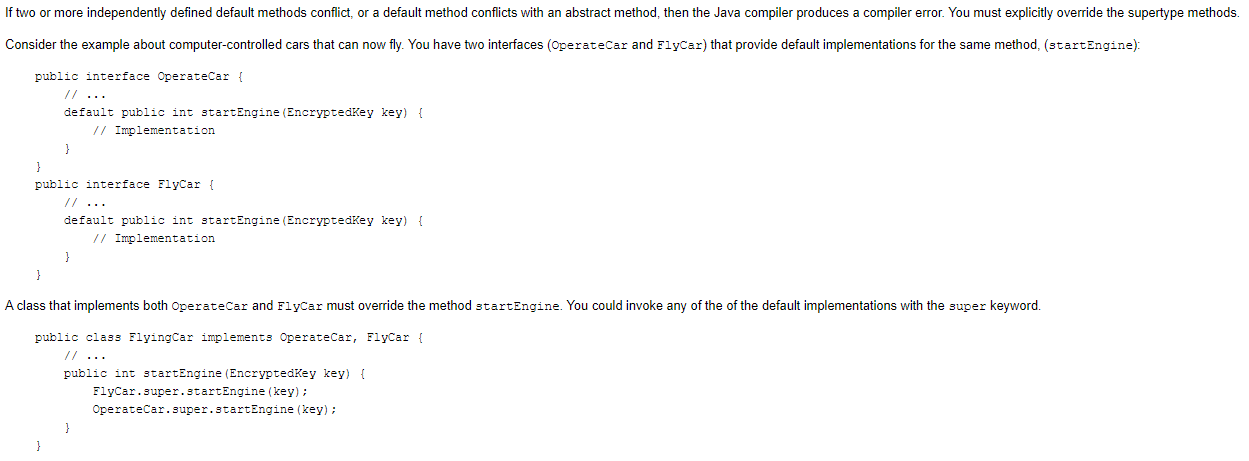 If two or more independently defined default methods conflict, or a default method conflicts with an abstract method, then the Java compiler produces a compiler error. You must explicitly override the supertype methods.
Consider the example about computer-controlled cars that can now fly. You have two interfaces (OperateCar and FlyCar) that provide default implementations for the same method, (startEngine):
public interface OperateCar {
// ...
default public int startEngine(EncryptedKey key) {
// Implementation
}
}
public interface FlyCar {
// ...
default public int startEngine(EncryptedKey key) {
// Implementation
}
}
A class that implements both OperateCar and FlyCar must override the method startEngine. You could invoke any of the of the default implementations with the super keyword.
public class FlyingCar implements OperateCar, FlyCar {
// ...
public int startEngine(EncryptedKey key) {
FlyCar.super.startEngine(key);
OperateCar.super.startEngine(key);
}
}